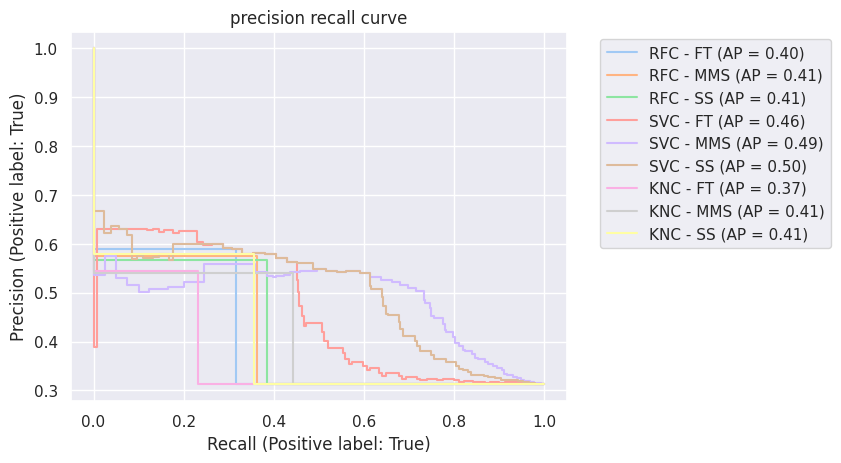 precision recall curve
Precision (Positive label: True)
1.0
0.9
0.8
0.7
0.6
0.5
0.4
0.3
0.0
0.2
0.4
0.6
0.8
1.0
Recall (Positive label: True)
RFC - FT (AP = 0.40)
RFC - MMS (AP = 0.41)
RFC - SS (AP = 0.41)
SVC - FT (AP = 0.46)
SVC - MMS (AP = 0.49)
SVC - SS (AP = 0.50)
KNC - FT (AP = 0.37)
KNC - MMS (AP = 0.41)
KNC - SS (AP = 0.41)